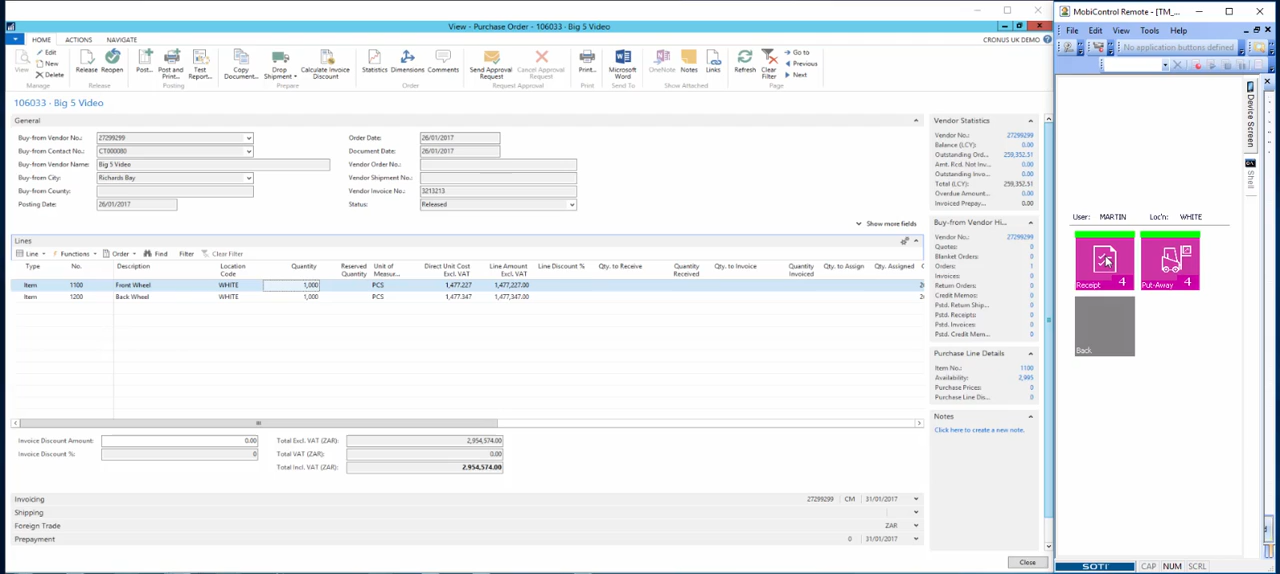 View - Purchase Order - 106033 - Big 5 Video
HOME ACTIONS NAVIGATE
CRONUS UK DEMO
View Edit New Delete Manage
Release Reopen Release
Post... Post and Print... Test Report... Posting
Copy Document... Drop Shipment Calculate Invoice Discount Prepare
Statistics Dimensions Comments Order
Send Approval Request Cancel Approval Request Request Approval
Print... Print
Microsoft Word Send To
OneNote Notes Links Show Attached
Refresh Clear Filter Go to Previous Next Page
106033 - Big 5 Video
General
Buy-from Vendor No.: 27299299
Buy-from Contact No.: CT000080
Buy-from Vendor Name: Big 5 Video
Buy-from City: Richards Bay
Buy-from County:
Posting Date: 26/01/2017
Order Date: 26/01/2017
Document Date: 26/01/2017
Vendor Order No.:
Vendor Shipment No.:
Vendor Invoice No.: 3213213
Status: Released
Show more fields
Lines
Line Functions Order Find Filter Clear Filter
Type No. Description Location Code Quantity Reserved Quantity Unit of Measur... Direct Unit Cost Excl. VAT Line Amount Excl. VAT Line Discount % Qty. to Receive Quantity Received Qty. to Invoice Quantity Invoiced Qty. to Assign Qty. Assigned
Item 1100 Front Wheel WHITE 1,000 PCS 1,477.227 1,477,227.00 2
Item 1200 Back Wheel WHITE 1,000 PCS 1,477.347 1,477,347.00 2
Invoice Discount Amount: 0.00
Invoice Discount %: 0
Total Excl. VAT (ZAR): 2,954,574.00
Total VAT (ZAR): 0.00
Total Incl. VAT (ZAR): 2,954,574.00
Invoicing 27299299 CM 31/01/2017
Shipping
Foreign Trade ZAR
Prepayment 0 31/01/2017
Close
Vendor Statistics
Vendor No.: 27299299
Balance (LCY): 0.00
Outstanding Ord... 259,352.51
Amt. Rcd. Not Inv... 0.00
Outstanding Invo... 0.00
Total (LCY): 259,352.51
Overdue Amount... 0.00
Invoiced Prepay... 0.00
Buy-from Vendor Hi...
Vendor No.: 27299299
Quotes: 0
Blanket Orders: 0
Orders: 1
Invoices: 0
Return Orders: 0
Credit Memos: 0
Pstd. Return Ship... 0
Pstd. Receipts: 0
Pstd. Invoices: 0
Pstd. Credit Mem... 0
Purchase Line Details
Item No.: 1100
Availability: 2,995
Purchase Prices: 0
Purchase Line Dis... 0
Notes
Click here to create a new note.
MobiControl Remote - [TM_...
File Edit View Tools
No application buttons defined
Device Screen
Shell
User: MARTIN Loc'n: WHITE
Receipt 4
Put-Away 4
Back
SOTI CAP NUM SCRL